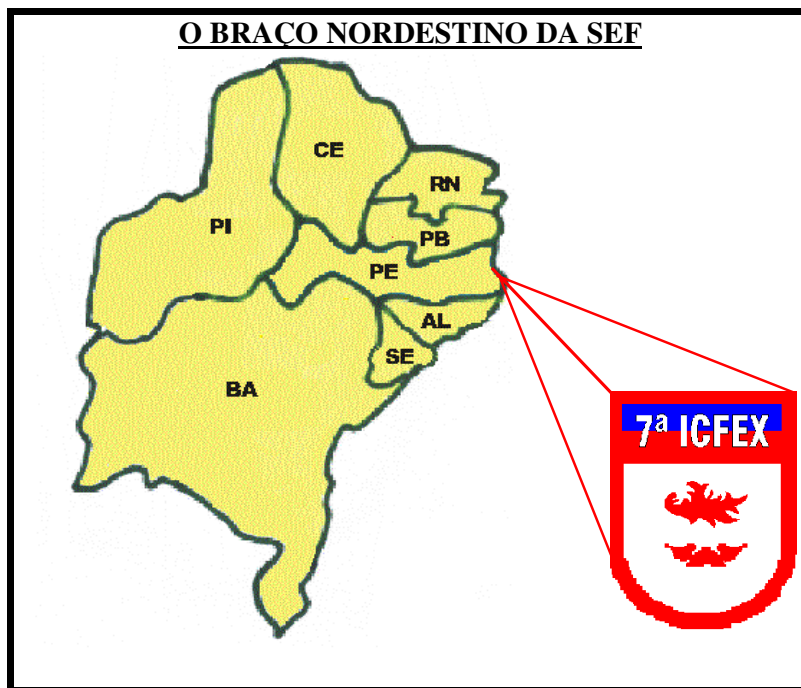 O BRAÇO NORDESTINO DA SEF
CE
RN
PI
PB
PE
AL
SE
BA
7ª ICFEX